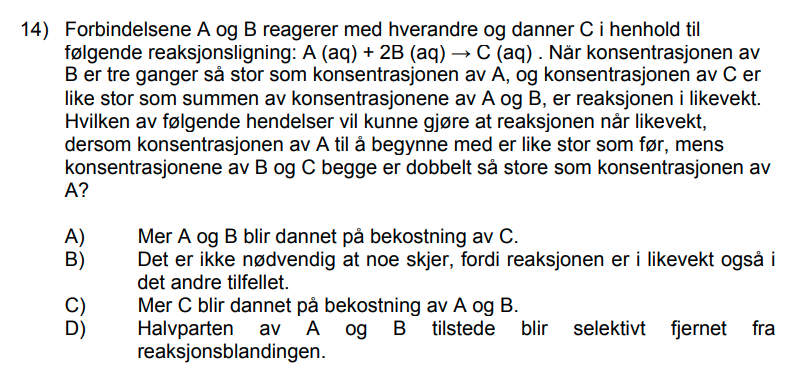 14) Forbindelsene A og B reagerer med hverandre og danner C i henhold til
følgende reaksjonsligning: A (aq) + 2B (aq) → C (aq) . Når konsentrasjonen av
B er tre ganger så stor som konsentrasjonen av A, og konsentrasjonen av C er
like stor som summen av konsentrasjonene av A og B, er reaksjonen i likevekt.
Hvilken av følgende hendelser vil kunne gjøre at reaksjonen når likevekt,
dersom konsentrasjonen av A til å begynne med er like stor som før, mens
konsentrasjonene av B og C begge er dobbelt så store som konsentrasjonen av
A?
A) Mer A og B blir dannet på bekostning av C.
B) Det er ikke nødvendig at noe skjer, fordi reaksjonen er i likevekt også i
det andre tilfellet.
C) Mer C blir dannet på bekostning av A og B.
D) Halvparten av A og B tilstede blir selektivt fjernet fra
reaksjonsblandingen.